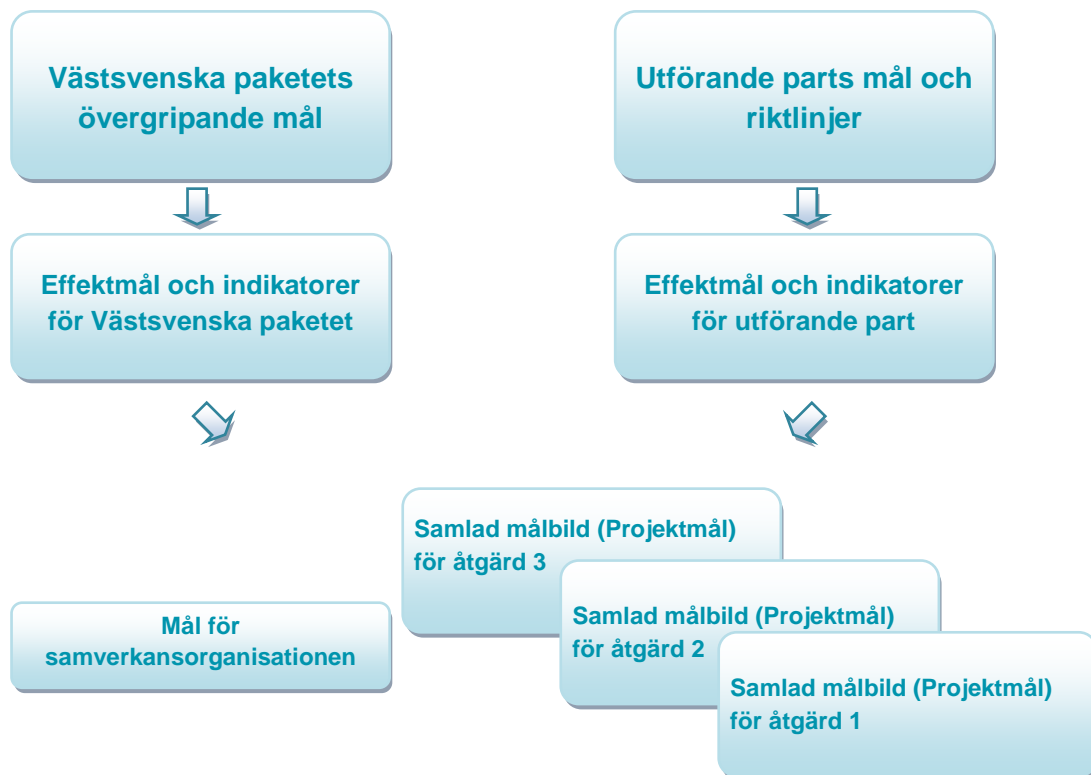 Västsvenska paketets
övergripande mål
Utförande parts mål och
riktlinjer
Effektmål och indikatorer
för Västsvenska paketet
Effektmål och indikatorer
för utförande part
Samlad målbild (Projektmål)
för åtgärd 3
Mål för
samverkansorganisationen
Samlad målbild (Projektmål)
för åtgärd 2
Samlad målbild (Projektmål)
för åtgärd 1